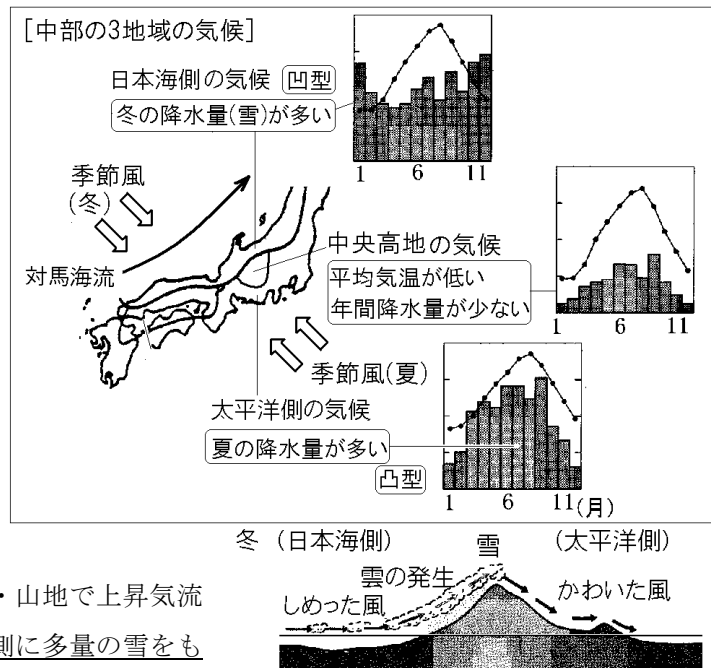 [中部の3地域の気候]
日本海側の気候 凹型
冬の降水量(雪)が多い
1 6 11
季節風
(冬)
対馬海流
中央高地の気候
平均気温が低い
年間降水量が少ない
1 6 11
季節風(夏)
太平洋側の気候
夏の降水量が多い
凸型
1 6 11(月)
冬 (日本海側) 雪 (太平洋側)
雲の発生
しめった風 かわいた風
・山地で上昇気流
側に多量の雪をも